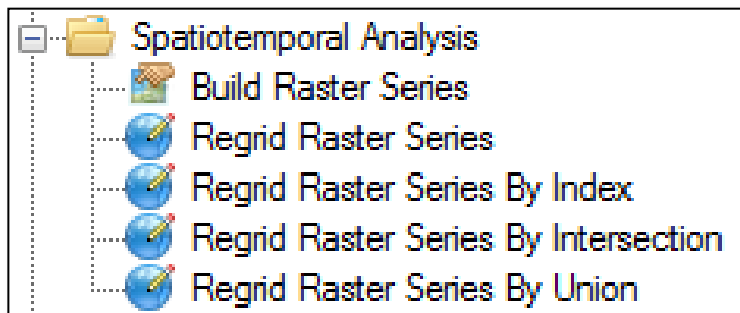 Spatiotemporal Analysis
Build Raster Series
Regrid Raster Series
Regrid Raster Series By Index
Regrid Raster Series By Intersection
Regrid Raster Series By Union